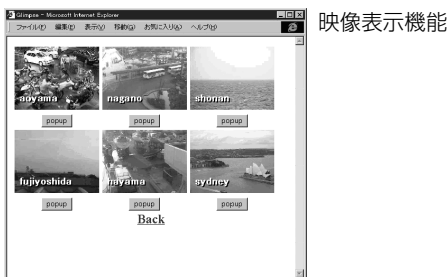 Glimpse - Microsoft Internet Explorer
ファイル(F) 編集(E) 表示(V) 移動(G) お気に入り(A) ヘルプ(H)
映像表示機能
aoyama nagano shonan
popup popup popup
fujiyoshida hayama sydney
popup popup popup
Back